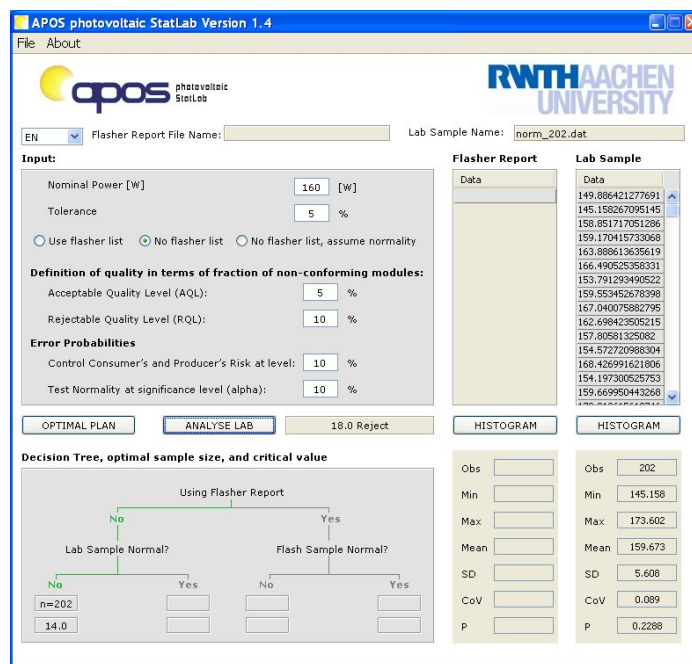 APOS photovoltaic StatLab Version 1.4
File About
apos photovoltaic StatLab
RWTH AACHEN UNIVERSITY
EN Flasher Report File Name: Lab Sample Name: norm_202.dat
Input:
Nominal Power [W] 160 [W]
Tolerance 5 %
Use flasher list No flasher list No flasher list, assume normality
Definition of quality in terms of fraction of non-conforming modules:
Acceptable Quality Level (AQL): 5 %
Rejectable Quality Level (RQL): 10 %
Error Probabilities
Control Consumer's and Producer's Risk at level: 10 %
Test Normality at significance level (alpha): 10 %
Flasher Report
Data
Lab Sample
Data
149.886421277691
145.158267095145
158.851717051286
159.170415733068
163.888613635619
166.490525358331
153.791293490522
159.553452678398
167.040075882795
162.698423505215
157.80581325082
154.572720988304
168.426991621806
154.197300525753
159.669950443268
OPTIMAL PLAN ANALYSE LAB 18.0 Reject HISTOGRAM HISTOGRAM
Decision Tree, optimal sample size, and critical value
Using Flasher Report
No Yes
Lab Sample Normal? Flash Sample Normal?
No Yes No Yes
n=202
14.0
Obs Obs 202
Min Min 145.158
Max Max 173.602
Mean Mean 159.673
SD SD 5.608
CoV CoV 0.089
P P 0.2288